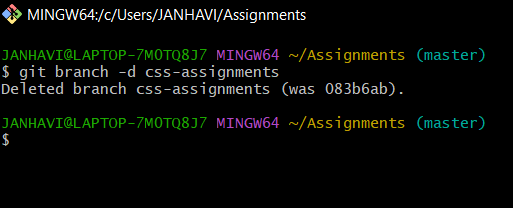 MINGW64:/c/Users/JANHAVI/Assignments
JANHAVI@LAPTOP-7M0TQ8J7 MINGW64 ~/Assignments (master)
$ git branch -d css-assignments
Deleted branch css-assignments (was 083b6ab).
JANHAVI@LAPTOP-7M0TQ8J7 MINGW64 ~/Assignments (master)
$